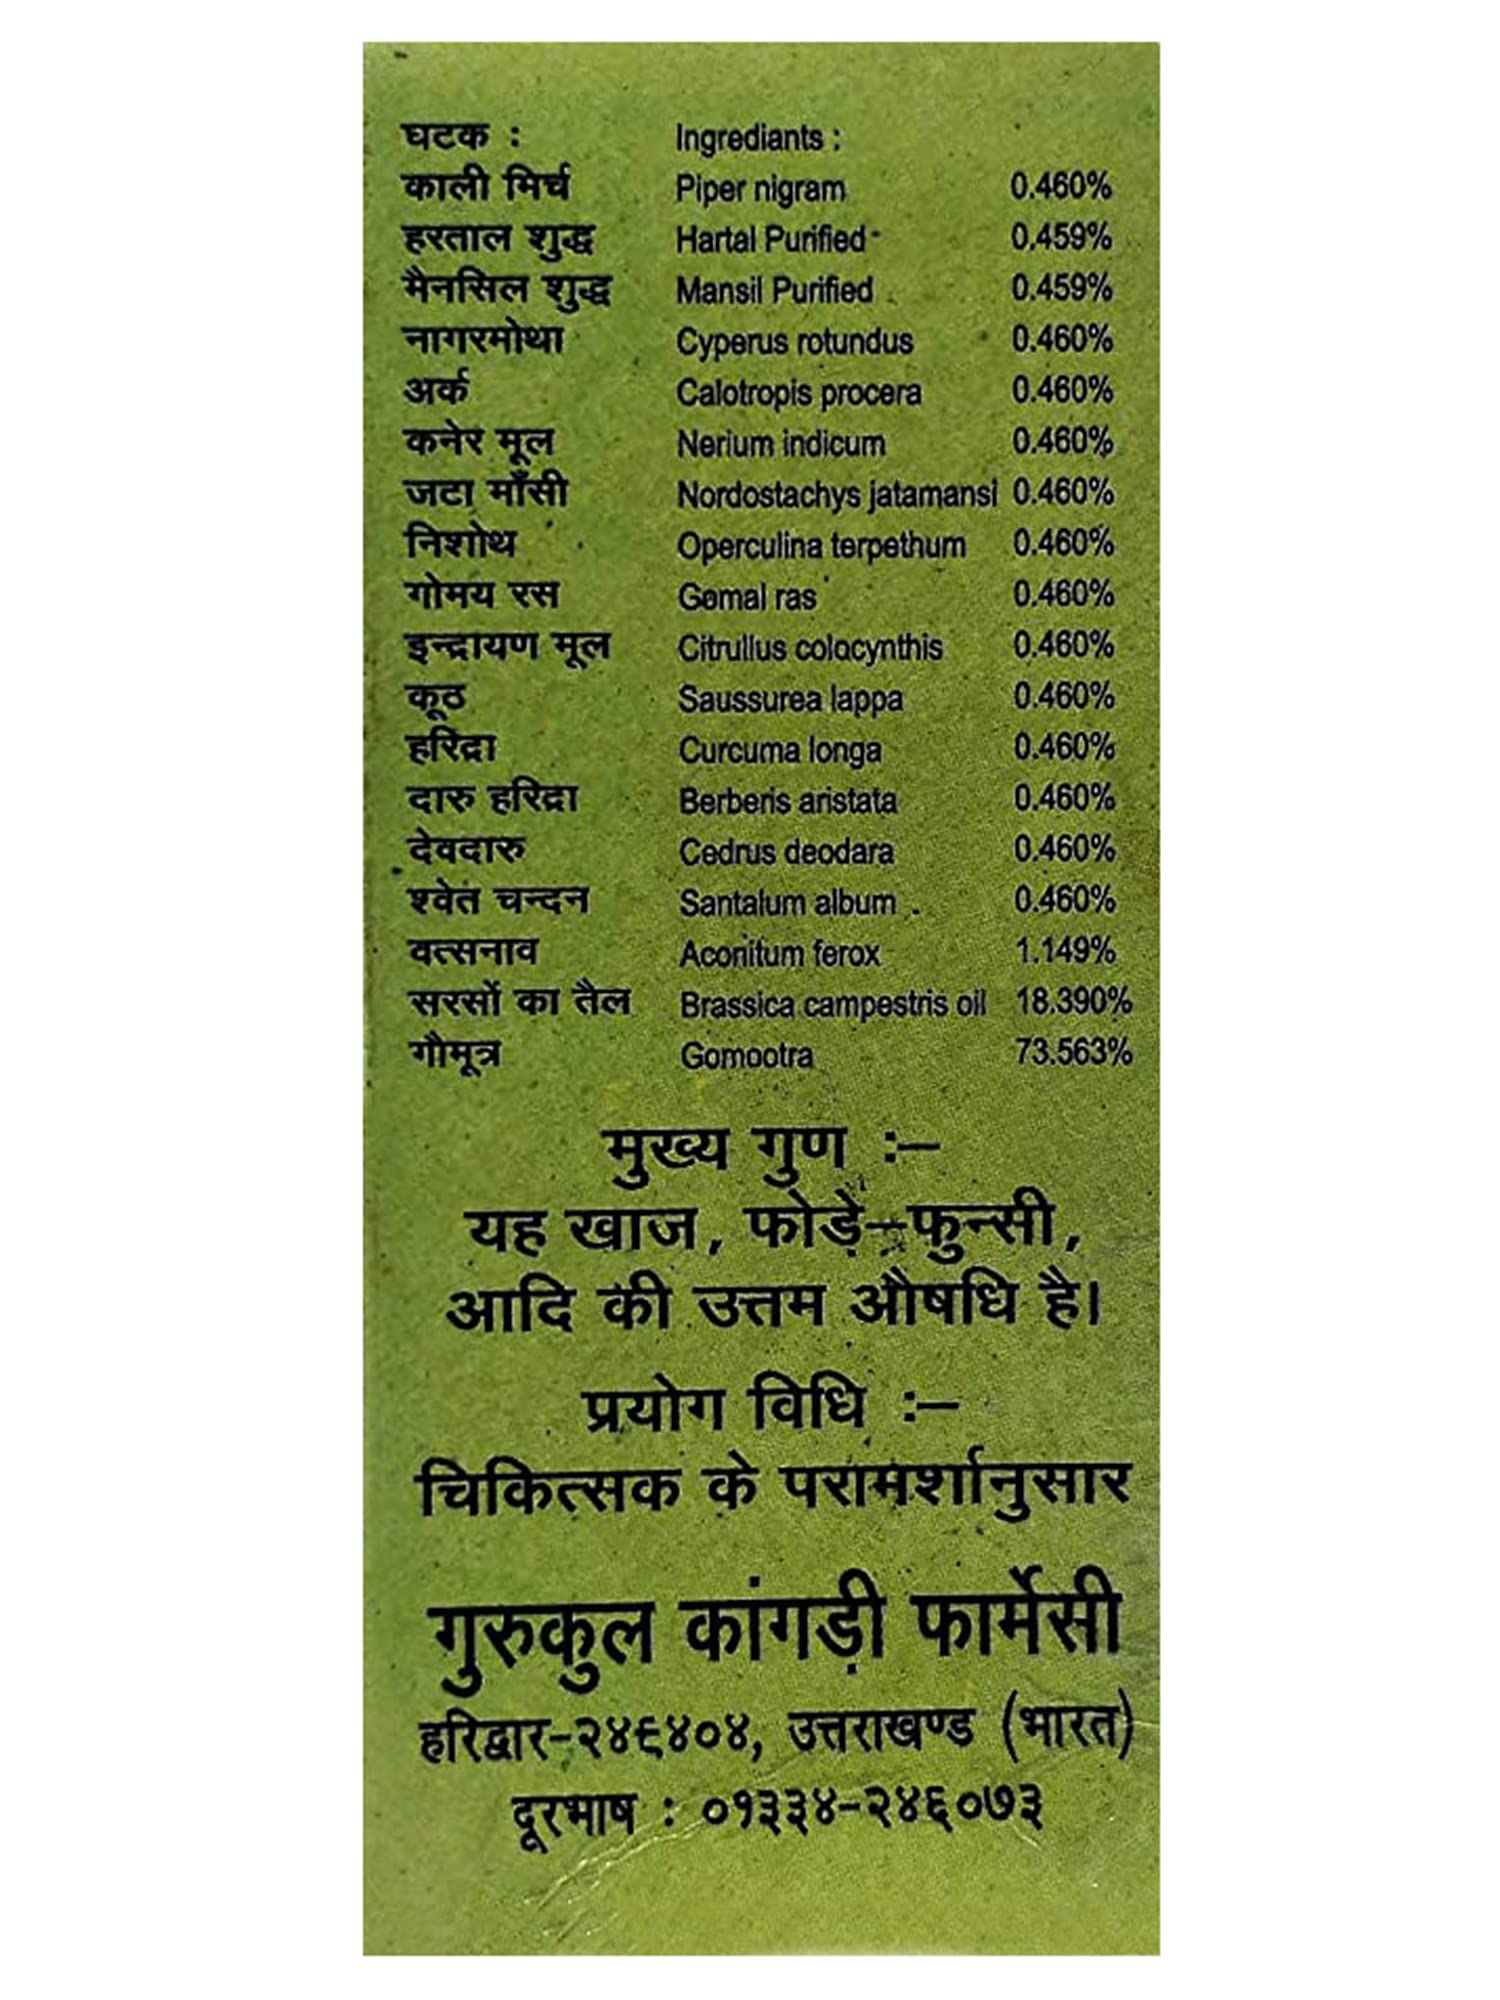 घटक : Ingrediants :
काली मिर्च Piper nigram 0.460%
हरताल शुद्ध Hartal Purified 0.459%
मैनसिल शुद्ध Mansil Purified 0.459%
नागरमोथा Cyperus rotundus 0.460%
अर्क Calotropis procera 0.460%
कनेर मूल Nerium indicum 0.460%
जटा माँसी Nordostachys jatamansi 0.460%
निशोथ Operculina terpethum 0.460%
गोमय रस Gomal ras 0.460%
इन्द्रायण मूल Citrullus colocynthis 0.460%
कूठ Saussurea lappa 0.460%
हरिद्रा Curcuma longa 0.460%
दारु हरिद्रा Berberis aristata 0.460%
देवदारु Cedrus deodara 0.460%
श्वेत चन्दन Santalum album 0.460%
वत्सनाव Aconitum ferox 1.149%
सरसों का तैल Brassica campestris oil 18.390%
गौमूत्र Gomootra 73.563%
मुख्य गुण :–
यह खाज, फोड़े–फुन्सी,
आदि की उत्तम औषधि है।
प्रयोग विधि :–
चिकित्सक के परामर्शानुसार
गुरुकुल कांगड़ी फार्मेसी
हरिद्वार-२४९४०४, उत्तराखण्ड (भारत)
दूरभाष : ०१३३४-२४६०७३